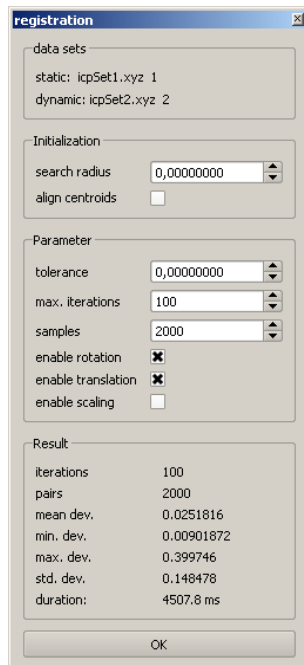 registration
data sets
static: icpSet1.xyz 1
dynamic: icpSet2.xyz 2
Initialization
search radius 0,00000000
align centroids
Parameter
tolerance 0,00000000
max. iterations 100
samples 2000
enable rotation
enable translation
enable scaling
Result
iterations 100
pairs 2000
mean dev. 0.0251816
min. dev. 0.00901872
max. dev. 0.399746
std. dev. 0.148478
duration: 4507.8 ms
OK